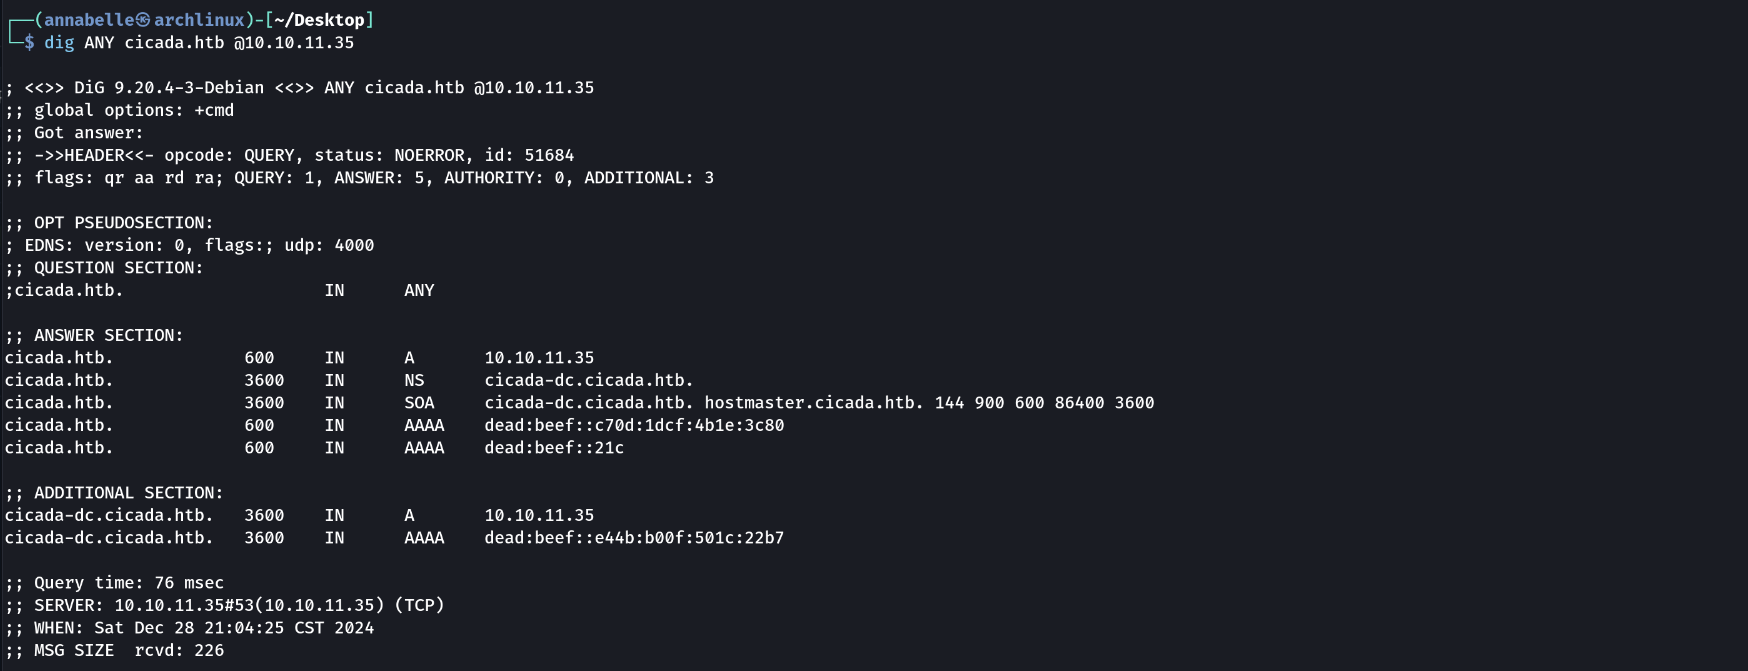 ┌──(annabelle㉿archlinux)-[~/Desktop]
└─$ dig ANY cicada.htb @10.10.11.35

; <<>> DiG 9.20.4-3-Debian <<>> ANY cicada.htb @10.10.11.35
;; global options: +cmd
;; Got answer:
;; ->>HEADER<<- opcode: QUERY, status: NOERROR, id: 51684
;; flags: qr aa rd ra; QUERY: 1, ANSWER: 5, AUTHORITY: 0, ADDITIONAL: 3

;; OPT PSEUDOSECTION:
; EDNS: version: 0, flags:; udp: 4000
;; QUESTION SECTION:
;cicada.htb.                    IN      ANY

;; ANSWER SECTION:
cicada.htb.             600     IN      A       10.10.11.35
cicada.htb.             3600    IN      NS      cicada-dc.cicada.htb.
cicada.htb.             3600    IN      SOA     cicada-dc.cicada.htb. hostmaster.cicada.htb. 144 900 600 86400 3600
cicada.htb.             600     IN      AAAA    dead:beef::c70d:1dcf:4b1e:3c80
cicada.htb.             600     IN      AAAA    dead:beef::21c

;; ADDITIONAL SECTION:
cicada-dc.cicada.htb.   3600    IN      A       10.10.11.35
cicada-dc.cicada.htb.   3600    IN      AAAA    dead:beef::e44b:b00f:501c:22b7

;; Query time: 76 msec
;; SERVER: 10.10.11.35#53(10.10.11.35) (TCP)
;; WHEN: Sat Dec 28 21:04:25 CST 2024
;; MSG SIZE  rcvd: 226